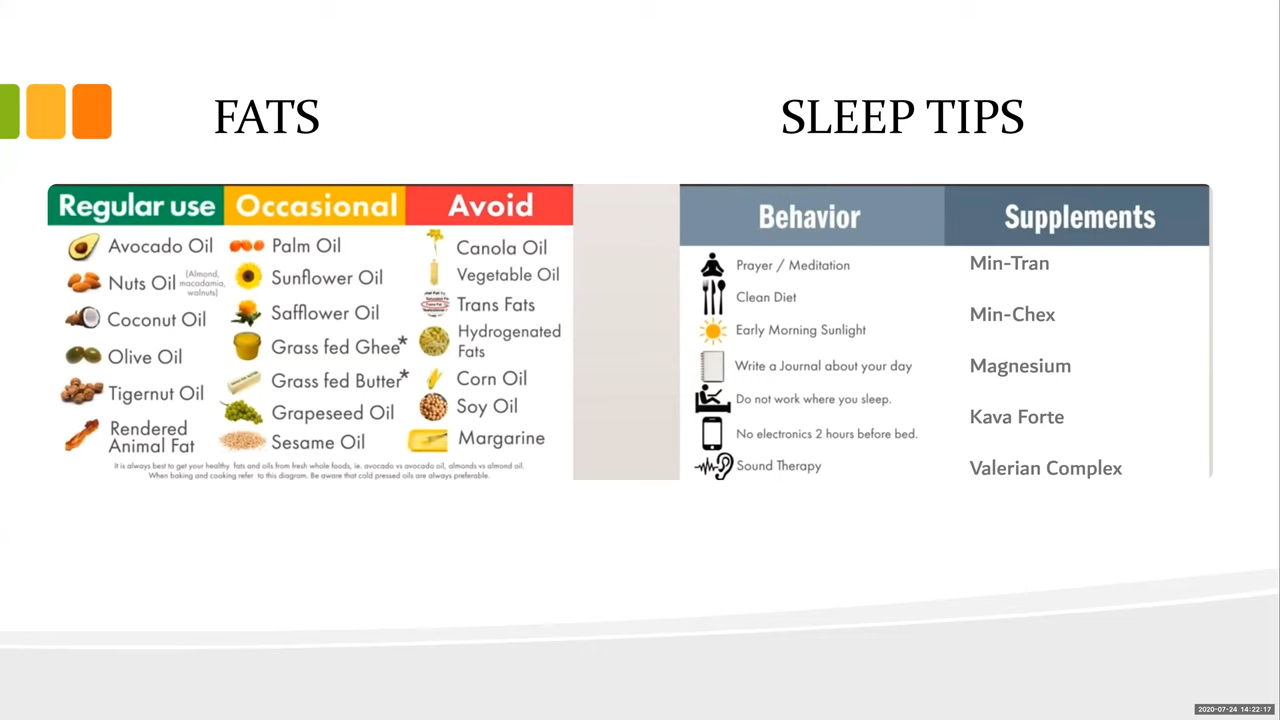 FATS
SLEEP TIPS
Regular use
Occasional
Avoid
Avocado Oil
Nuts Oil
(Almond,
macadamia,
walnuts)
Coconut Oil
Olive Oil
Tigernut Oil
Rendered
Animal Fat
Palm Oil
Sunflower Oil
Safflower Oil
Grass fed Ghee*
Grass fed Butter*
Grapeseed Oil
Sesame Oil
Canola Oil
Vegetable Oil
Trans Fats
Hydrogenated
Fats
Corn Oil
Soy Oil
Margarine
It is always best to get your healthy fats and oils from fresh whole foods, ie. avocado vs avocado oil, almonds vs almond oil.
When baking and cooking refer to this diagram. Be aware that cold pressed oils are always preferable.
Behavior
Supplements
Prayer / Meditation
Clean Diet
Early Morning Sunlight
Write a Journal about your day
Do not work where you sleep.
No electronics 2 hours before bed.
Sound Therapy
Min-Tran
Min-Chex
Magnesium
Kava Forte
Valerian Complex
2020-07-24 14:22:17